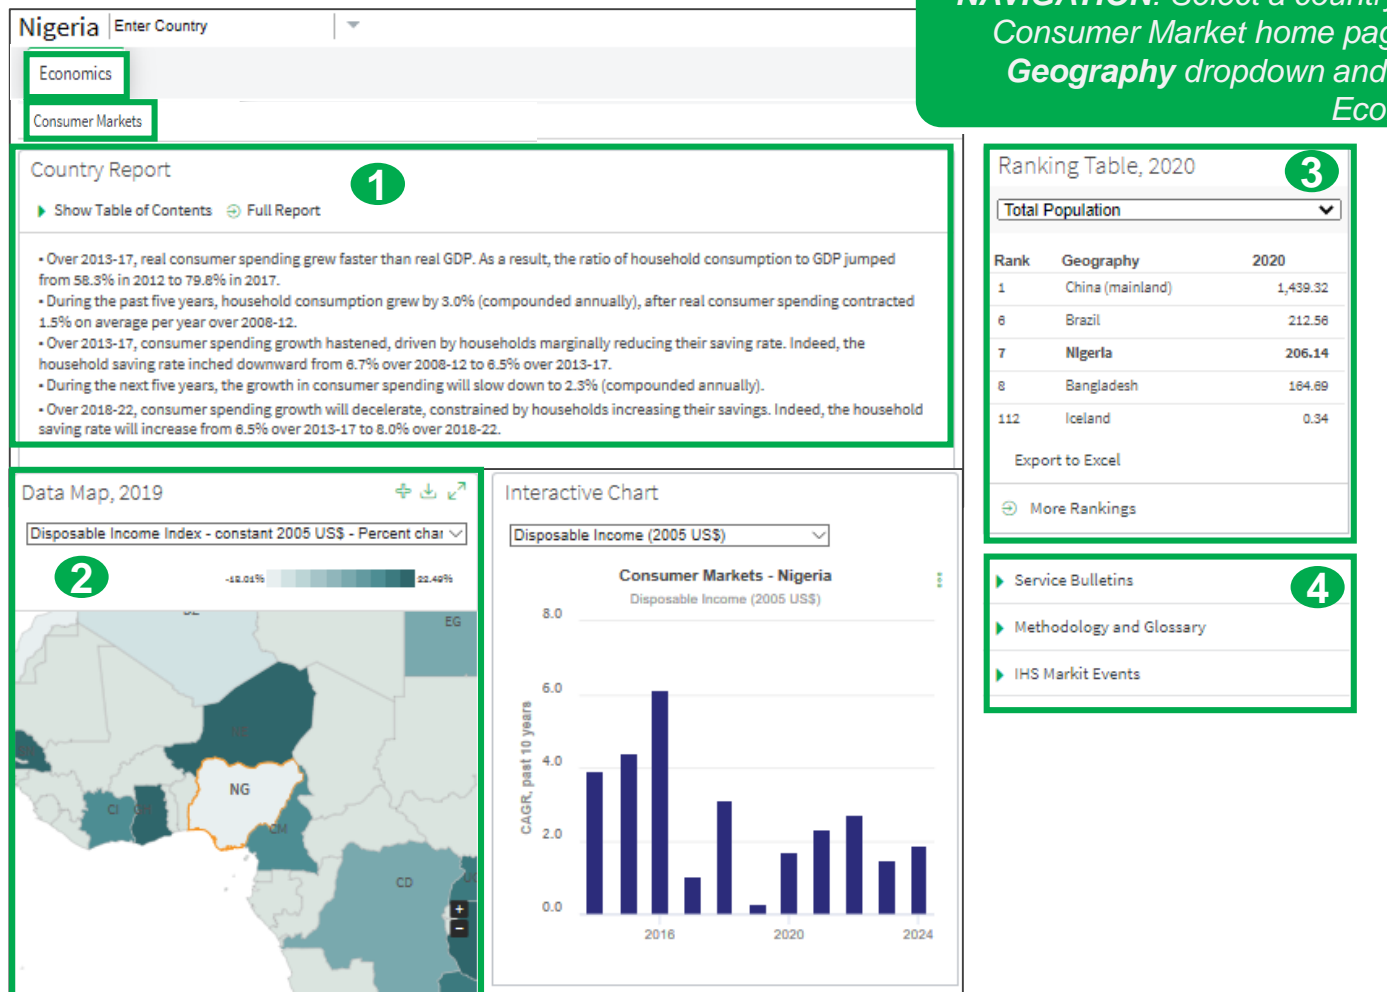 NAVIGATION: Select a country
Consumer Market home pag
Geography dropdown and
Eco
Nigeria Enter Country
Economics
Consumer Markets
Country Report
1
Show Table of Contents Full Report
• Over 2013-17, real consumer spending grew faster than real GDP. As a result, the ratio of household consumption to GDP jumped
from 58.3% in 2012 to 79.8% in 2017.
• During the past five years, household consumption grew by 3.0% (compounded annually), after real consumer spending contracted
1.5% on average per year over 2008-12.
• Over 2013-17, consumer spending growth hastened, driven by households marginally reducing their saving rate. Indeed, the
household saving rate inched downward from 6.7% over 2008-12 to 6.5% over 2013-17.
• During the next five years, the growth in consumer spending will slow down to 2.3% (compounded annually).
• Over 2018-22, consumer spending growth will decelerate, constrained by households increasing their savings. Indeed, the household
saving rate will increase from 6.5% over 2013-17 to 8.0% over 2018-22.
Ranking Table, 2020
3
Total Population
Rank Geography 2020
1 China (mainland) 1,439.32
6 Brazil 212.56
7 Nigeria 206.14
8 Bangladesh 164.69
112 Iceland 0.34
Export to Excel
More Rankings
Data Map, 2019
Disposable Income Index - constant 2005 US$ - Percent char
2
-18.01% 22.49%
EG
NG
CI
CM
CD
+
−
Interactive Chart
Disposable Income (2005 US$)
Consumer Markets - Nigeria
Disposable Income (2005 US$)
CAGR, past 10 years
8.0
6.0
4.0
2.0
0.0
2016 2020 2024
4
Service Bulletins
Methodology and Glossary
IHS Markit Events